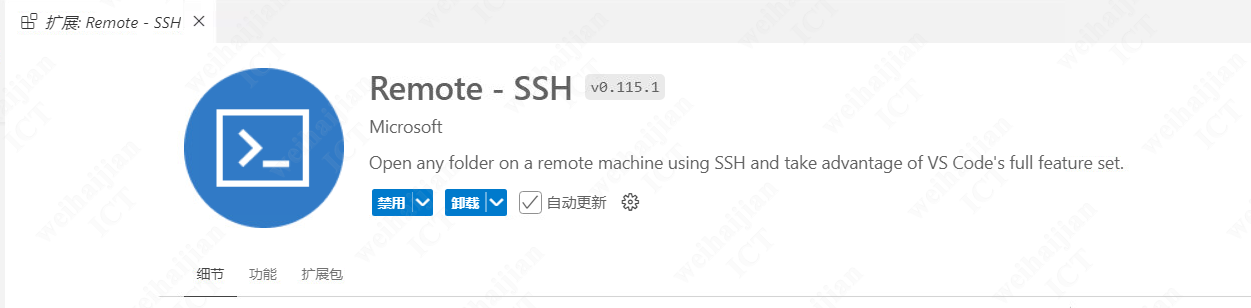 扩展: Remote - SSH
Remote - SSH v0.115.1
Microsoft
Open any folder on a remote machine using SSH and take advantage of VS Code's full feature set.
禁用 卸载 自动更新
细节 功能 扩展包
weihaijian
ICT